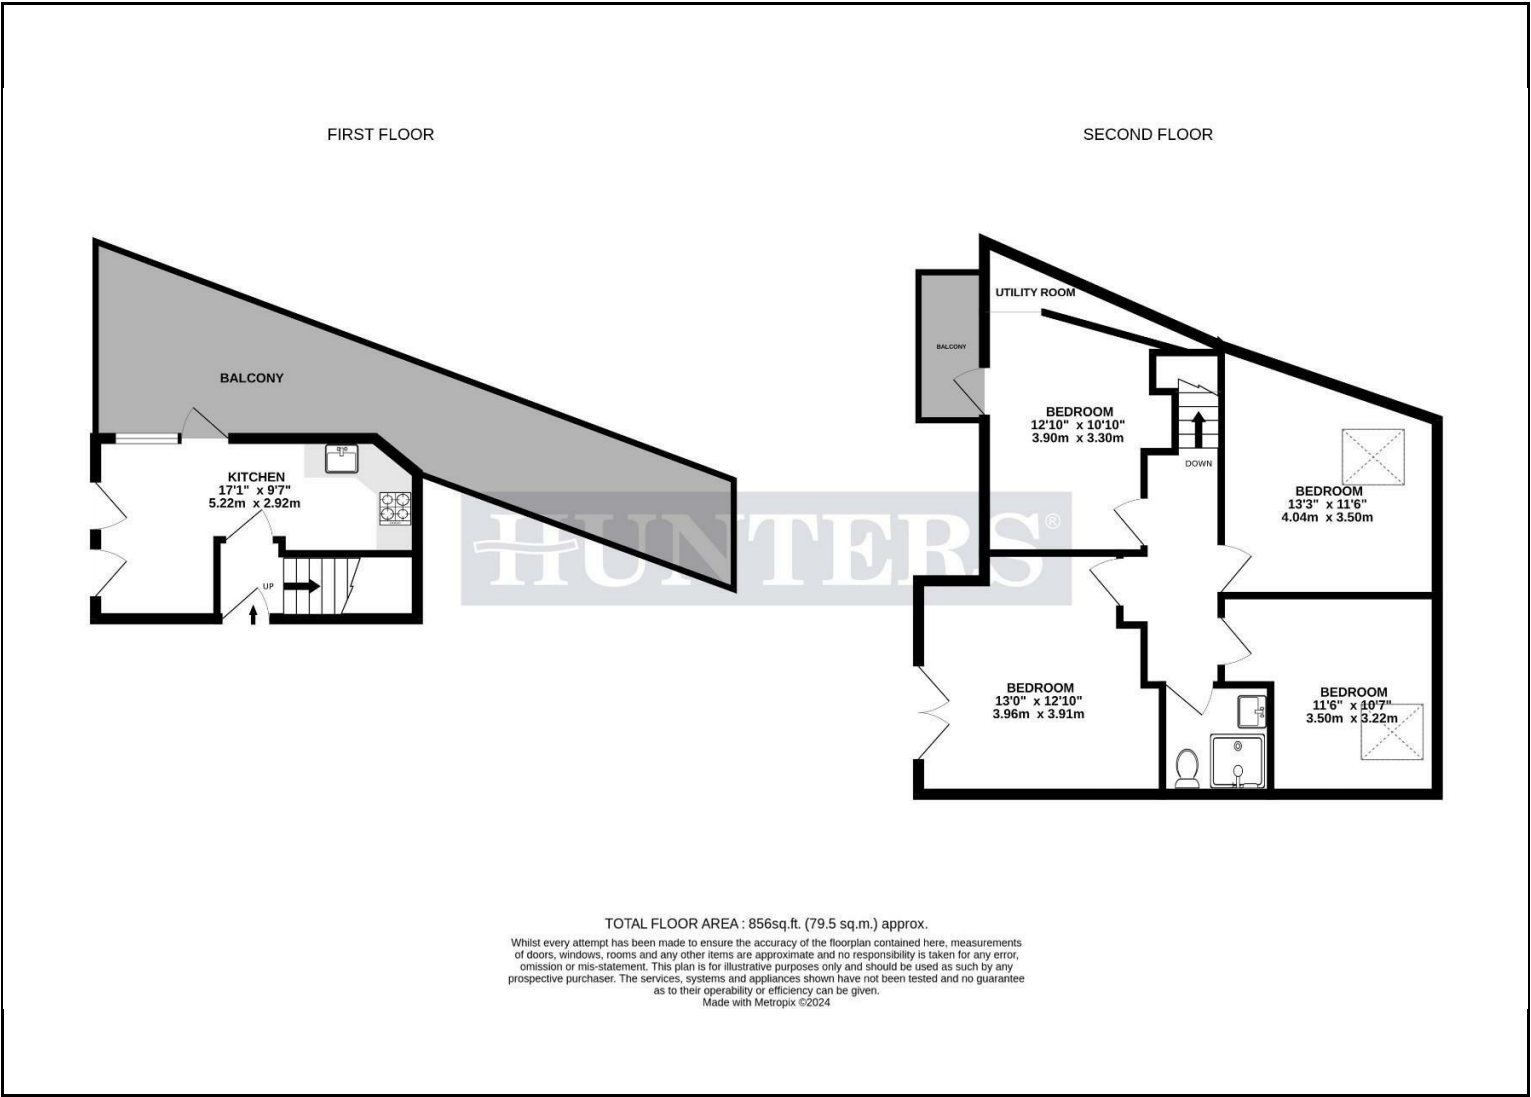 FIRST FLOOR
SECOND FLOOR
BALCONY
KITCHEN
17'1" x 9'7"
5.22m x 2.92m
UP
UTILITY ROOM
BALCONY
BEDROOM
12'10" x 10'10"
3.90m x 3.30m
DOWN
BEDROOM
13'3" x 11'6"
4.04m x 3.50m
HUNTERS®
BEDROOM
13'0" x 12'10"
3.96m x 3.91m
BEDROOM
11'6" x 10'7"
3.50m x 3.22m
TOTAL FLOOR AREA : 856sq.ft. (79.5 sq.m.) approx.
Whilst every attempt has been made to ensure the accuracy of the floorplan contained here, measurements
of doors, windows, rooms and any other items are approximate and no responsibility is taken for any error,
omission or mis-statement. This plan is for illustrative purposes only and should be used as such by any
prospective purchaser. The services, systems and appliances shown have not been tested and no guarantee
as to their operability or efficiency can be given.
Made with Metropix ©2024